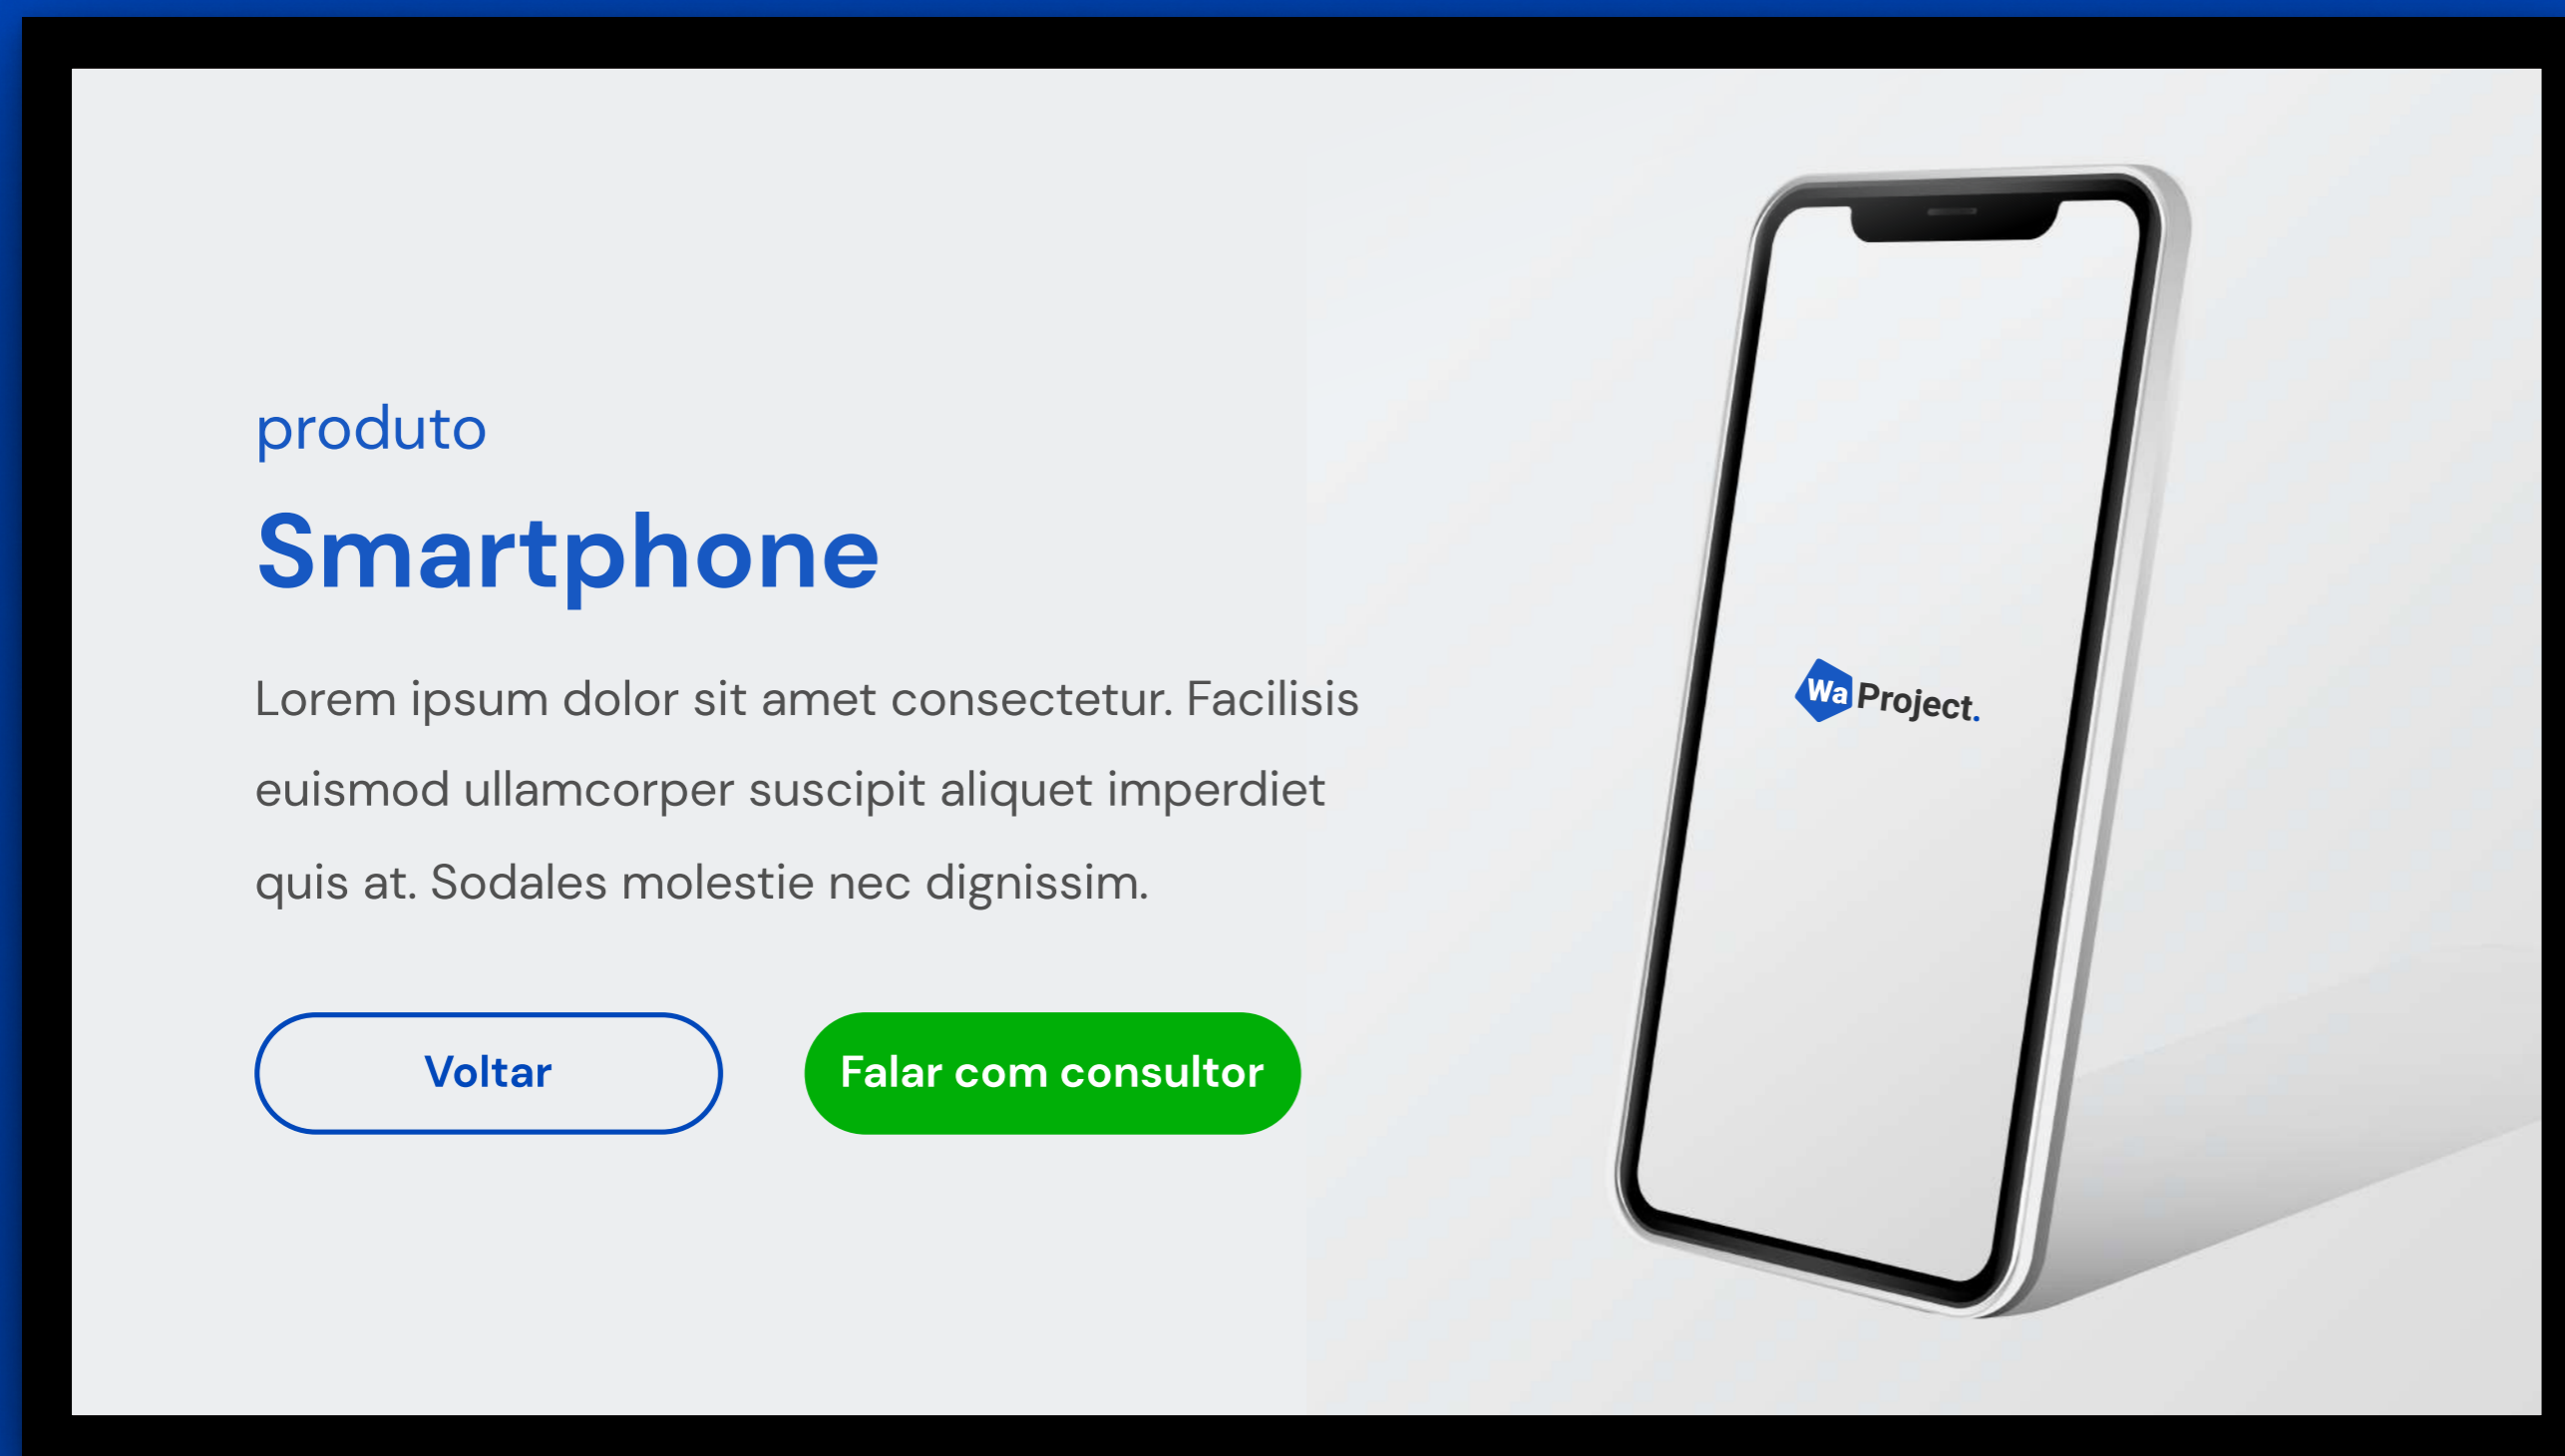 produto
Smartphone
Lorem ipsum dolor sit amet consectetur. Facilisis
euismod ullamcorper suscipit aliquet imperdiet
quis at. Sodales molestie nec dignissim.
Voltar
Falar com consultor
Wa Project.